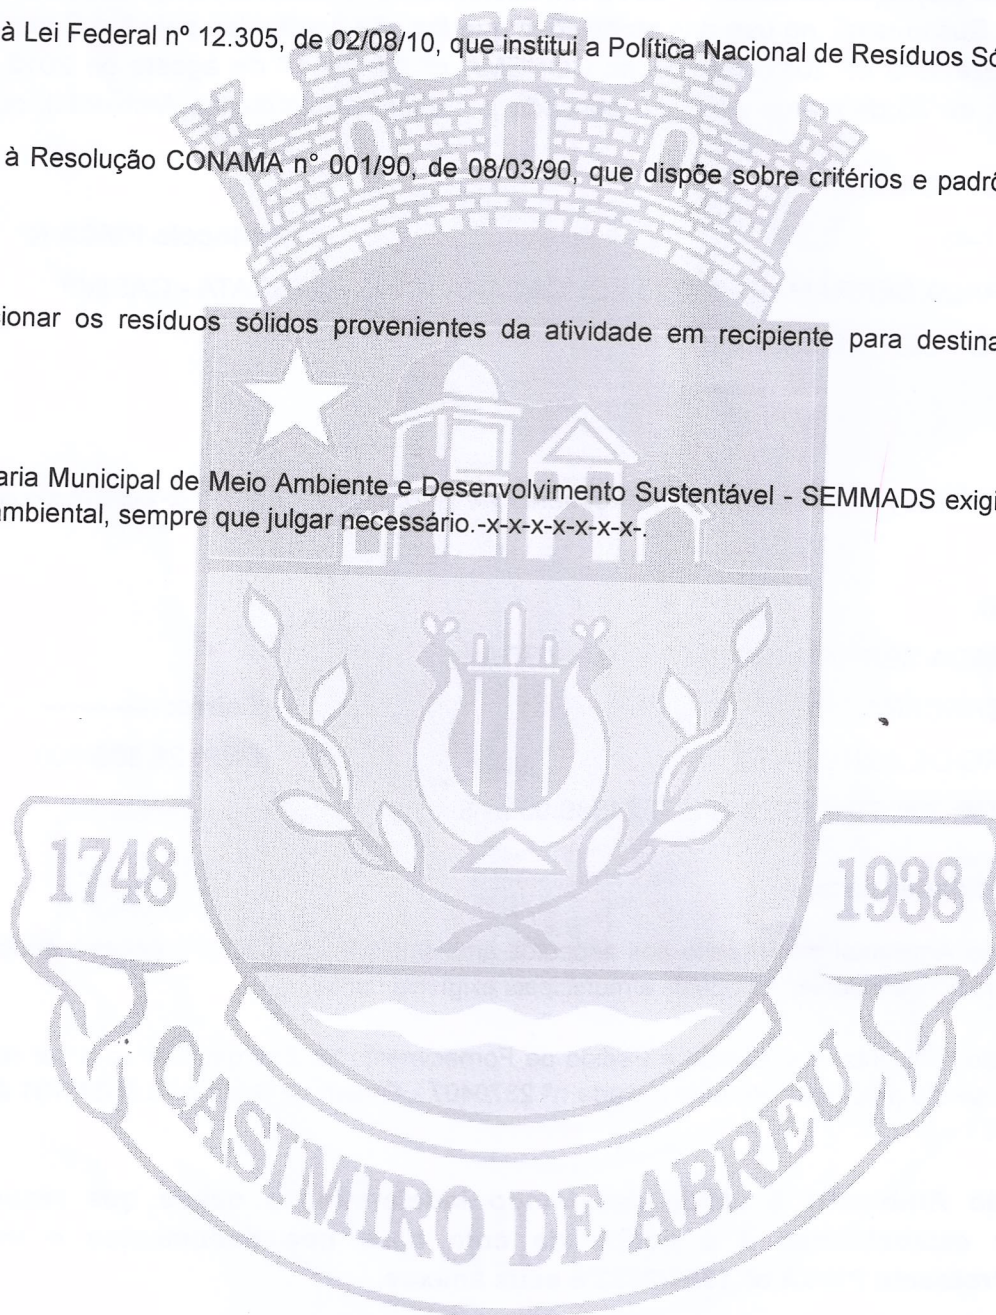 à Lei Federal nº 12.305, de 02/08/10, que institui a Política Nacional de Resíduos Só
à Resolução CONAMA n° 001/90, de 08/03/90, que dispõe sobre critérios e padrõ
ionar os resíduos sólidos provenientes da atividade em recipiente para destina
aria Municipal de Meio Ambiente e Desenvolvimento Sustentável - SEMMADS exigi
ambiental, sempre que julgar necessário.-x-x-x-x-x-x-x-.
1748
1938
CASIMIRO DE ABREU